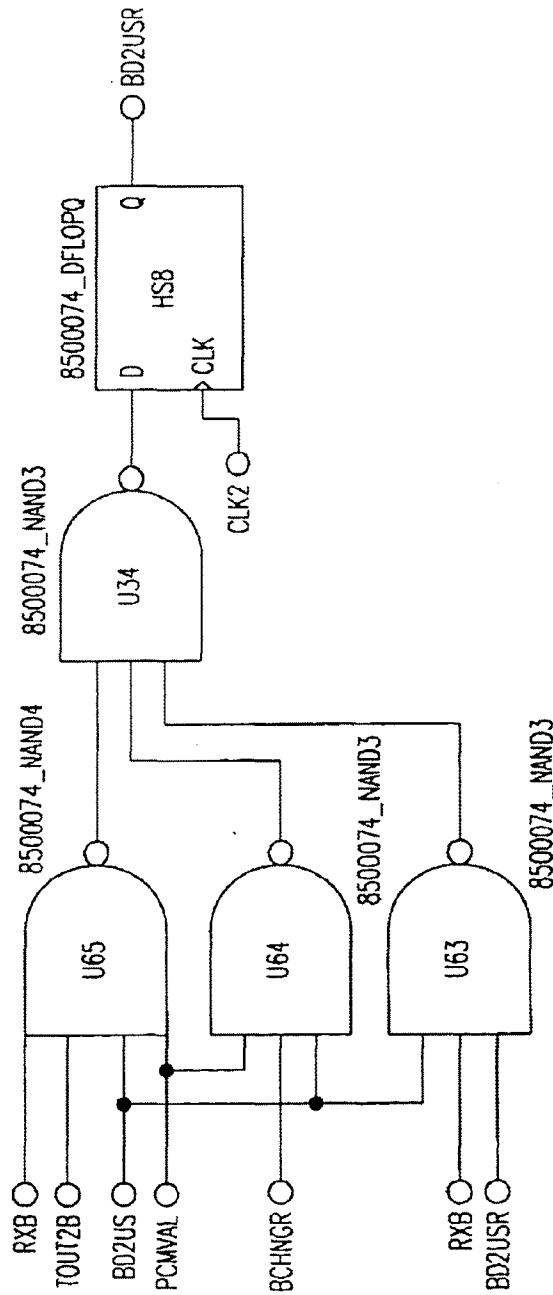 RXB
TOUT2B
BD2US
PCMVAL
BCHNGR
RXB
BD2USR
8500074_NAND4
U65
U64
8500074_NAND3
U63
8500074_NAND3
8500074_NAND3
U34
CLK2
8500074_DFLOPQ
D
Q
HS8
CLK
BD2USR